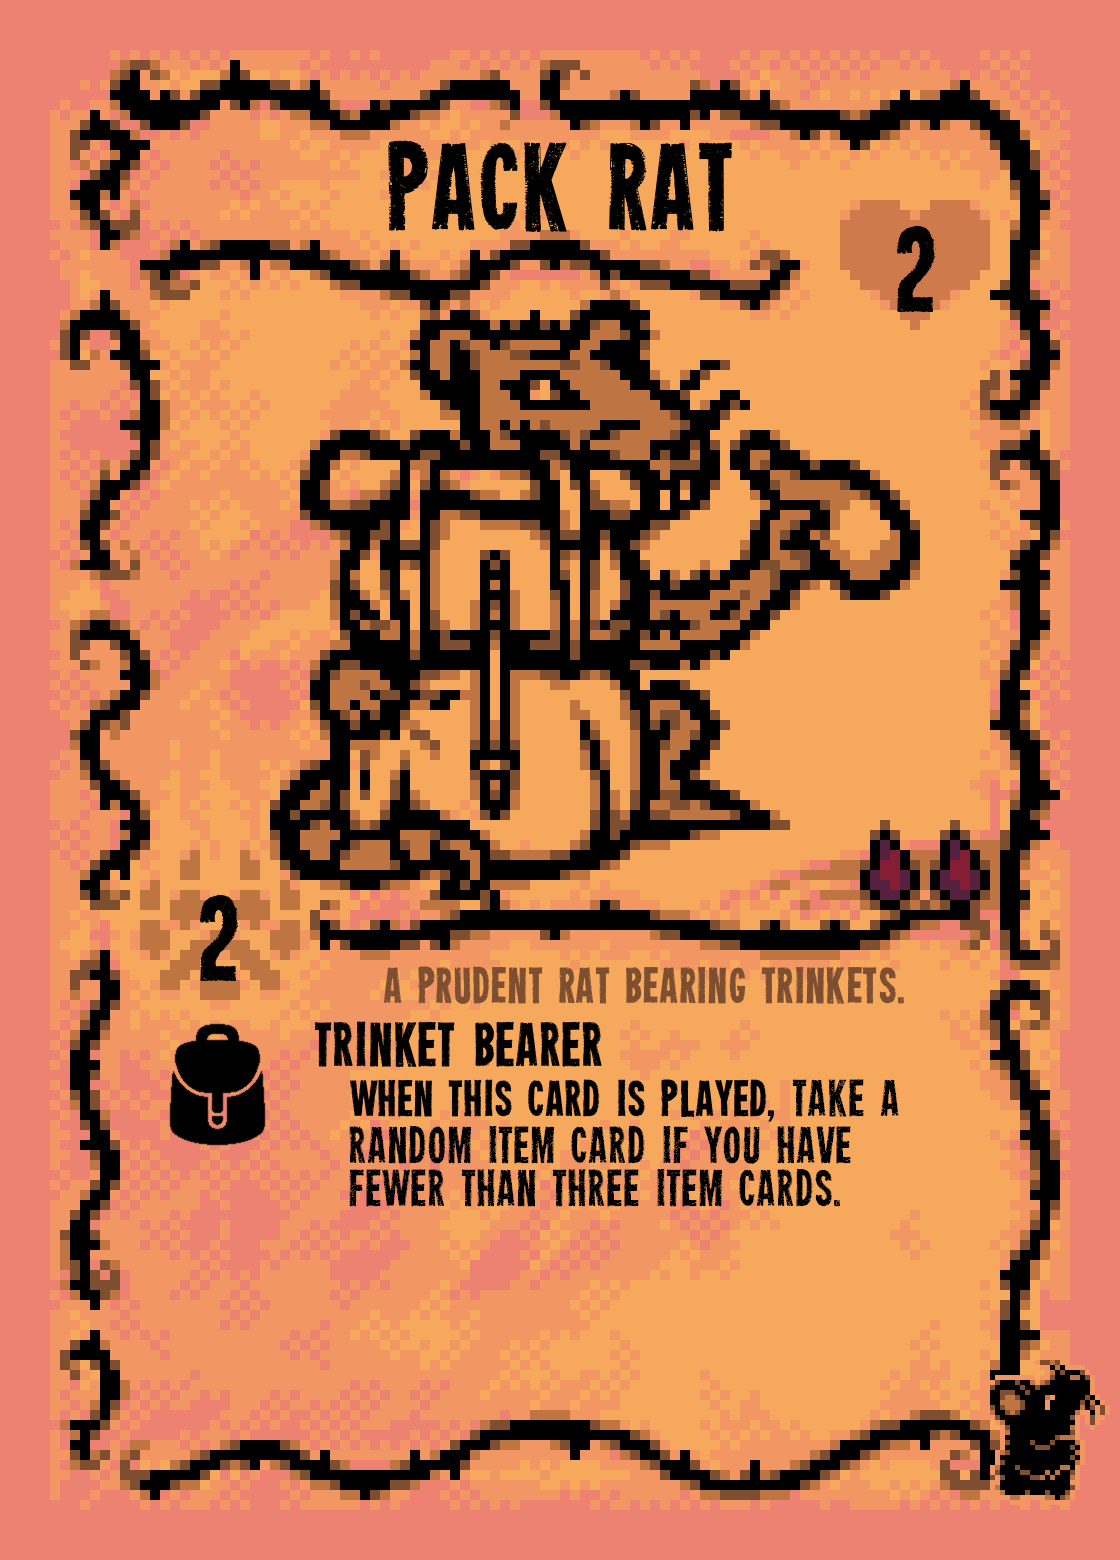 PACK RAT
2
2
A PRUDENT RAT BEARING TRINKETS.
TRINKET BEARER
WHEN THIS CARD IS PLAYED, TAKE A
RANDOM ITEM CARD IF YOU HAVE
FEWER THAN THREE ITEM CARDS.